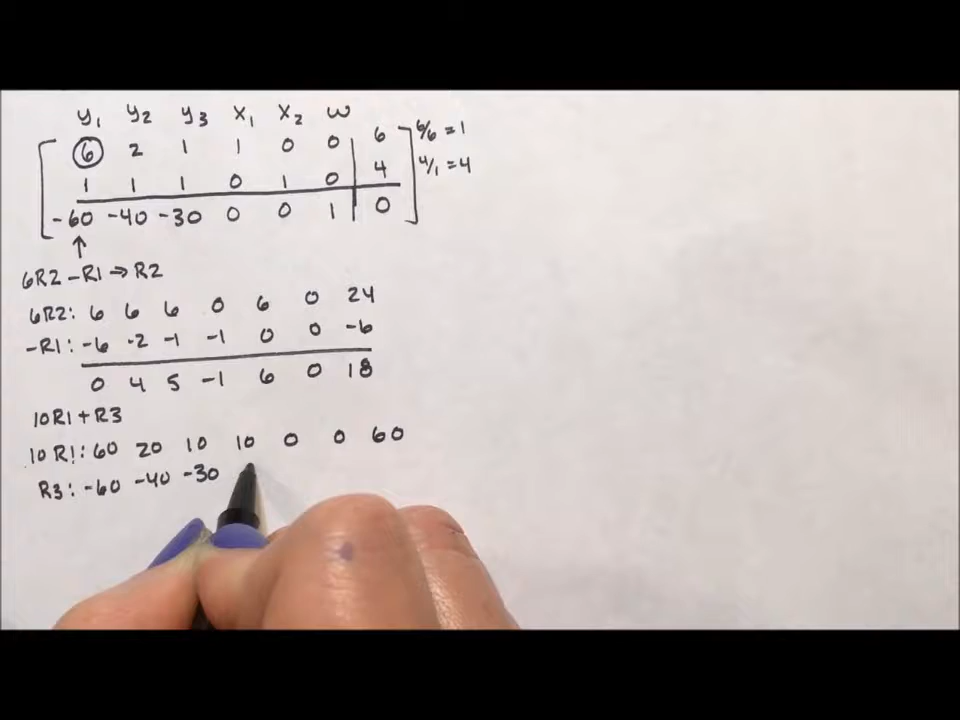 y1 y2 y3 x1 x2 w
6 2 1 1 0 0 6 6/6 = 1
1 1 1 0 1 0 4 4/1 = 4
-60 -40 -30 0 0 1 0
↑
6R2 - R1 → R2
6R2: 6 6 6 0 6 0 24
-R1: -6 -2 -1 -1 0 0 -6
0 4 5 -1 6 0 18
10R1 + R3
10R1: 60 20 10 10 0 0 60
R3: -60 -40 -30